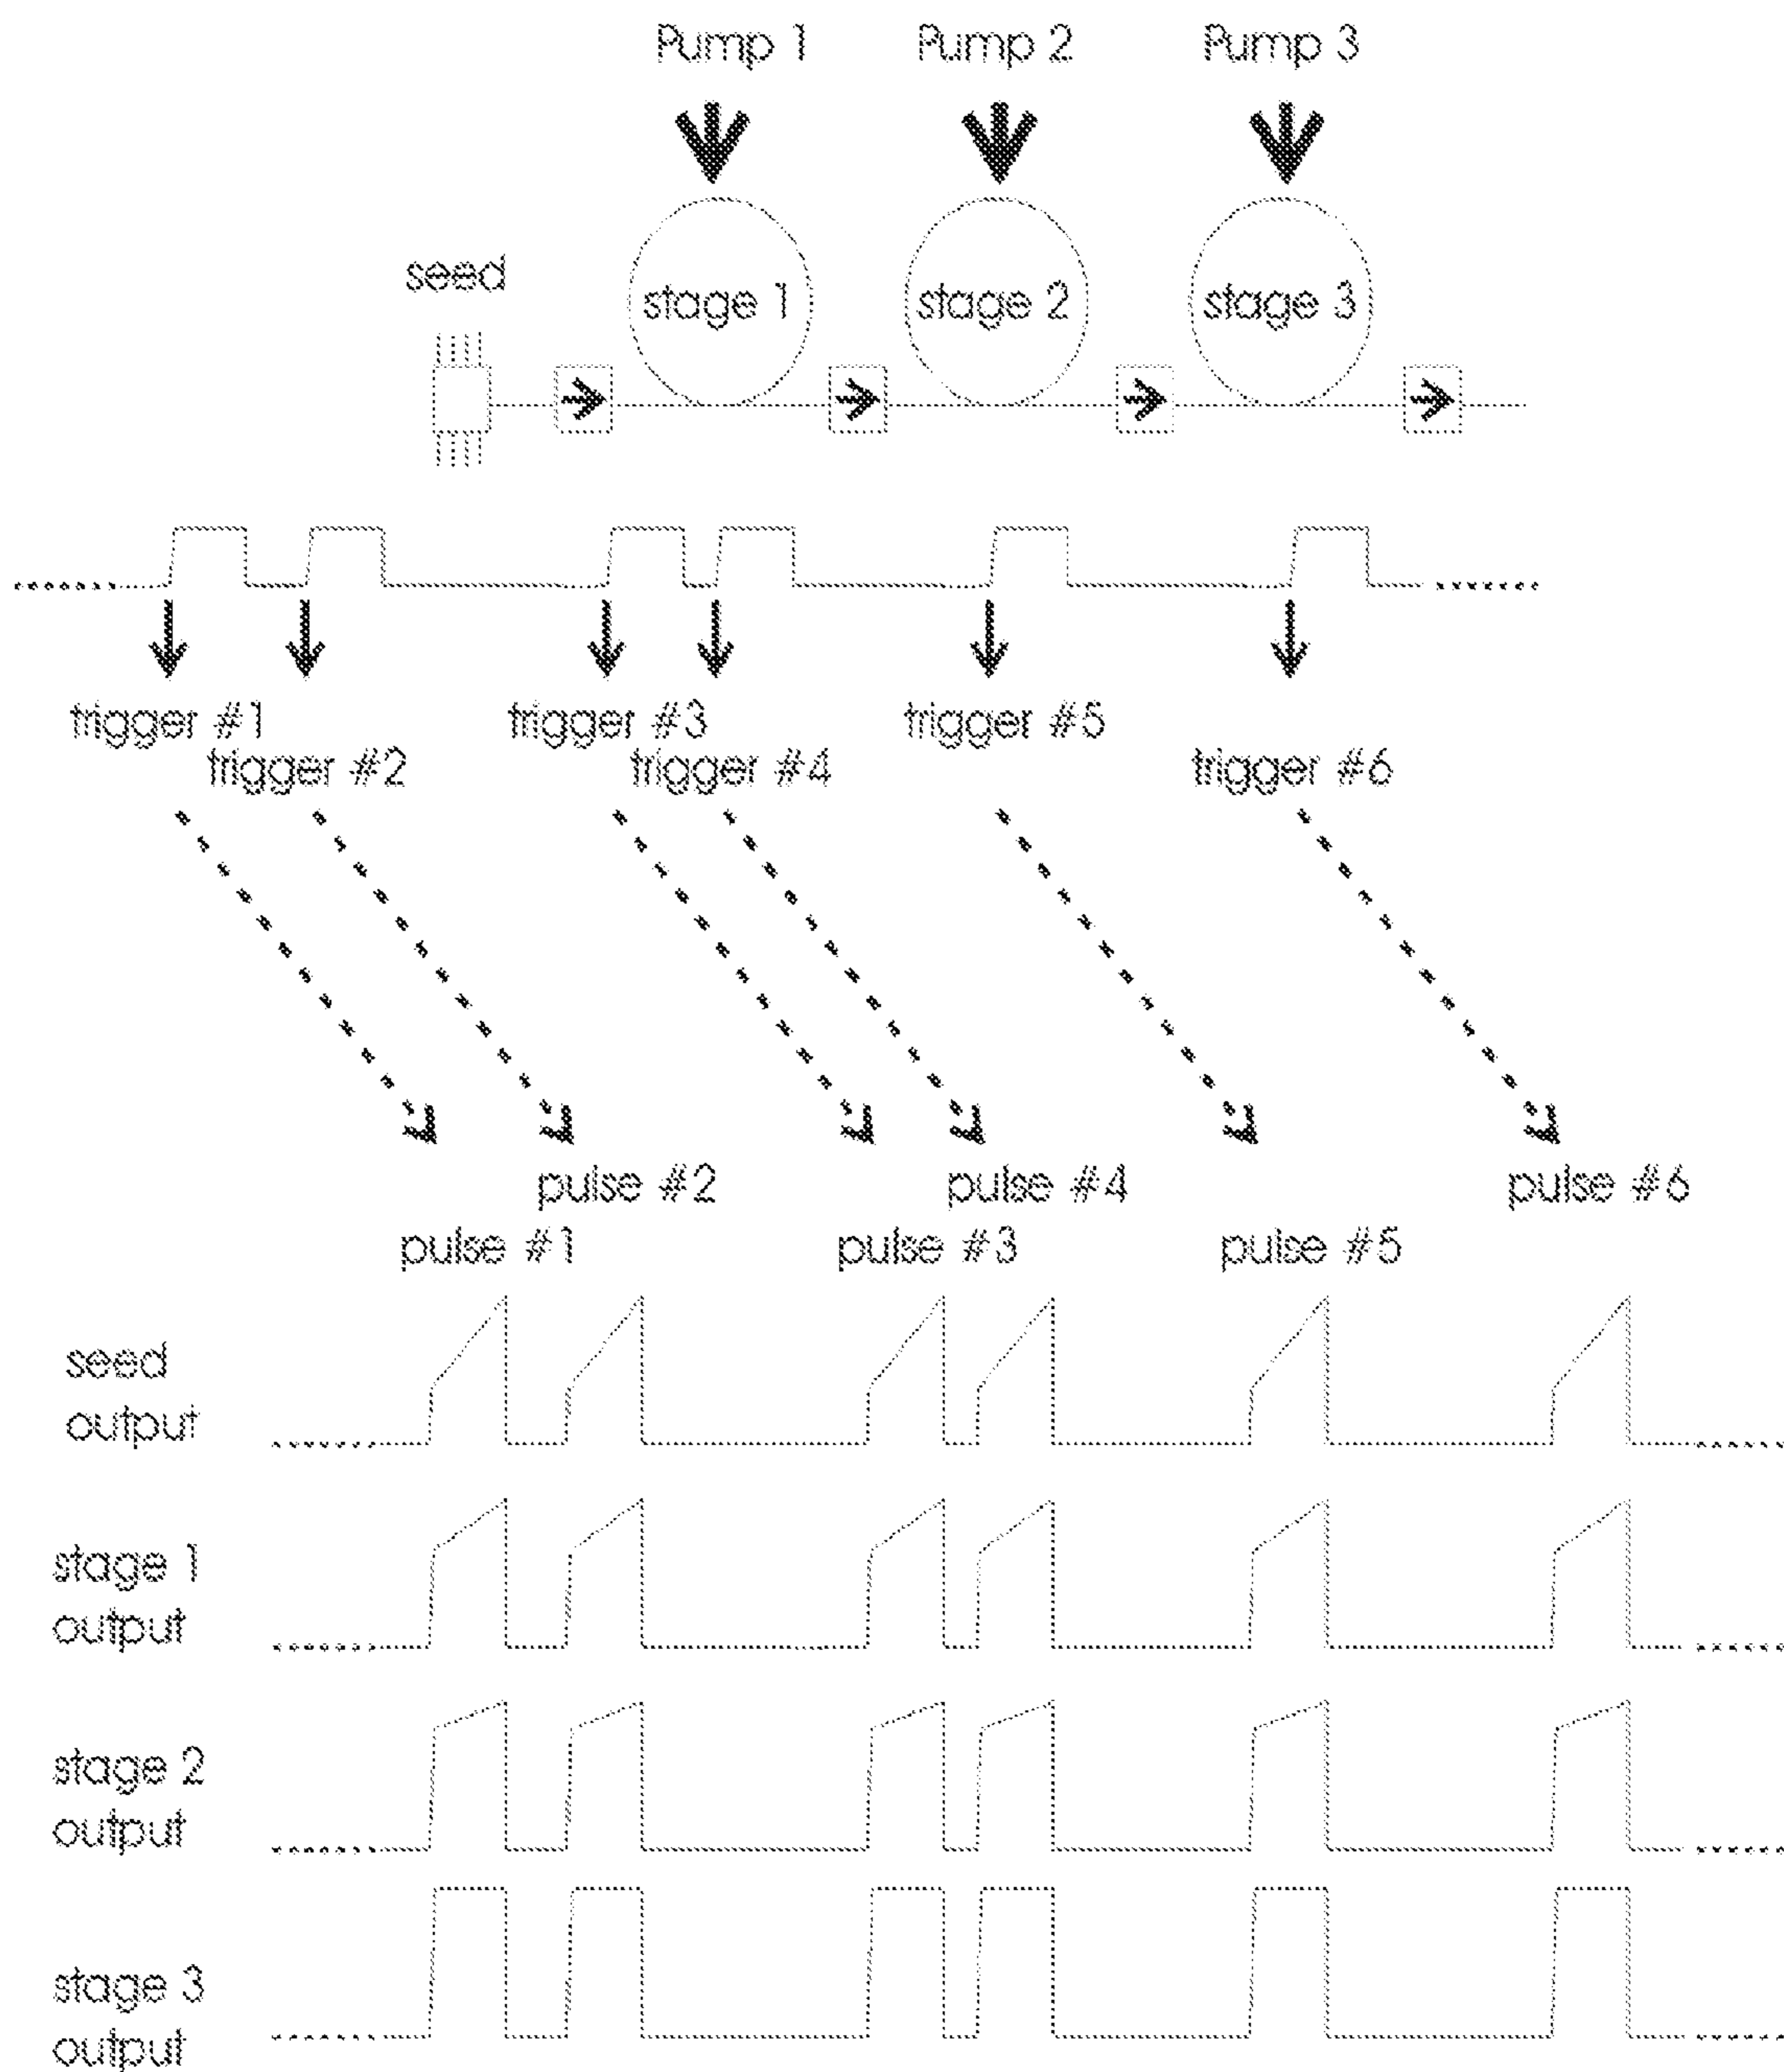 Pump 1 Pump 2 Pump 3
seed
stage 1 stage 2 stage 3
trigger #1 trigger #3 trigger #5
trigger #2 trigger #4 trigger #6
pulse #2 pulse #4 pulse #6
pulse #1 pulse #3 pulse #5
seed
output
stage 1
output
stage 2
output
stage 3
output